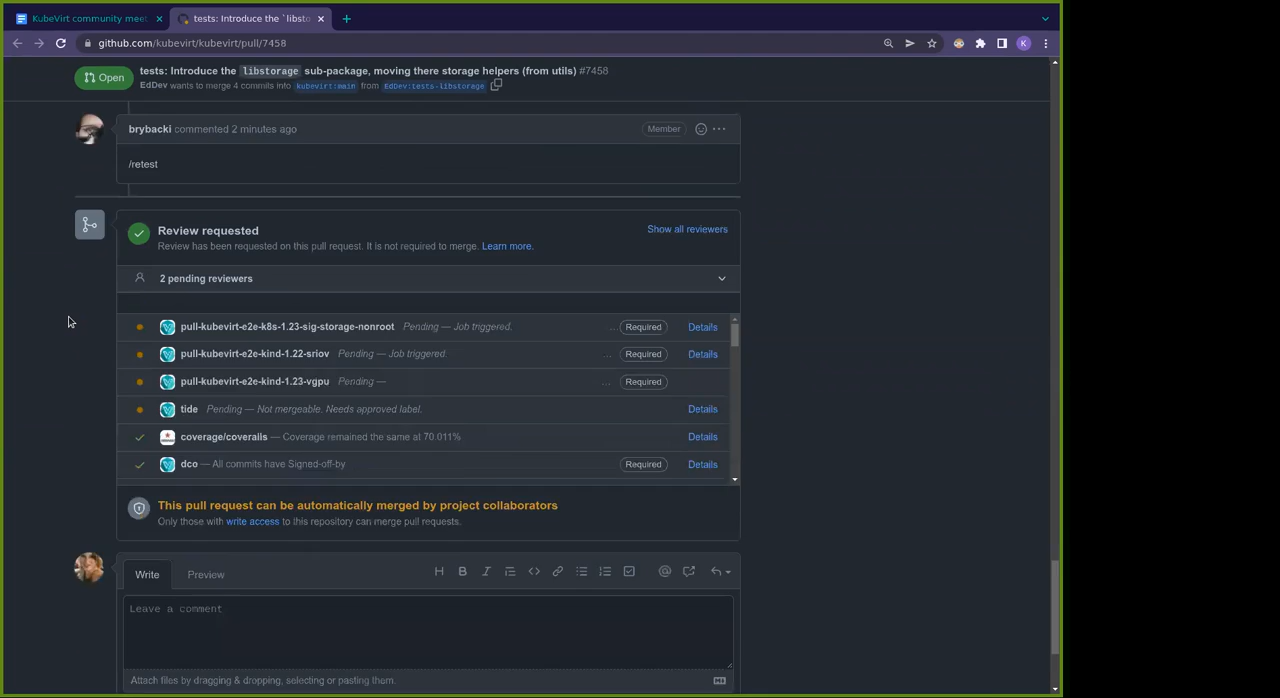 KubeVirt community mee
tests: Introduce the `libsto
github.com/kubevirt/kubevirt/pull/7458
K
Open
tests: Introduce the libstorage sub-package, moving there storage helpers (from utils) #7458
EdDev wants to merge 4 commits into kubevirt:main from EdDev:tests-libstorage
brybacki commented 2 minutes ago
Member
/retest
Review requested
Show all reviewers
Review has been requested on this pull request. It is not required to merge. Learn more.
2 pending reviewers
pull-kubevirt-e2e-k8s-1.23-sig-storage-nonroot Pending — Job triggered. ... Required Details
pull-kubevirt-e2e-kind-1.22-sriov Pending — Job triggered. ... Required Details
pull-kubevirt-e2e-kind-1.23-vgpu Pending — ... Required
tide Pending — Not mergeable. Needs approved label. Details
coverage/coveralls — Coverage remained the same at 70.011% Details
dco — All commits have Signed-off-by Required Details
This pull request can be automatically merged by project collaborators
Only those with write access to this repository can merge pull requests.
Write
Preview
Leave a comment
Attach files by dragging & dropping, selecting or pasting them.